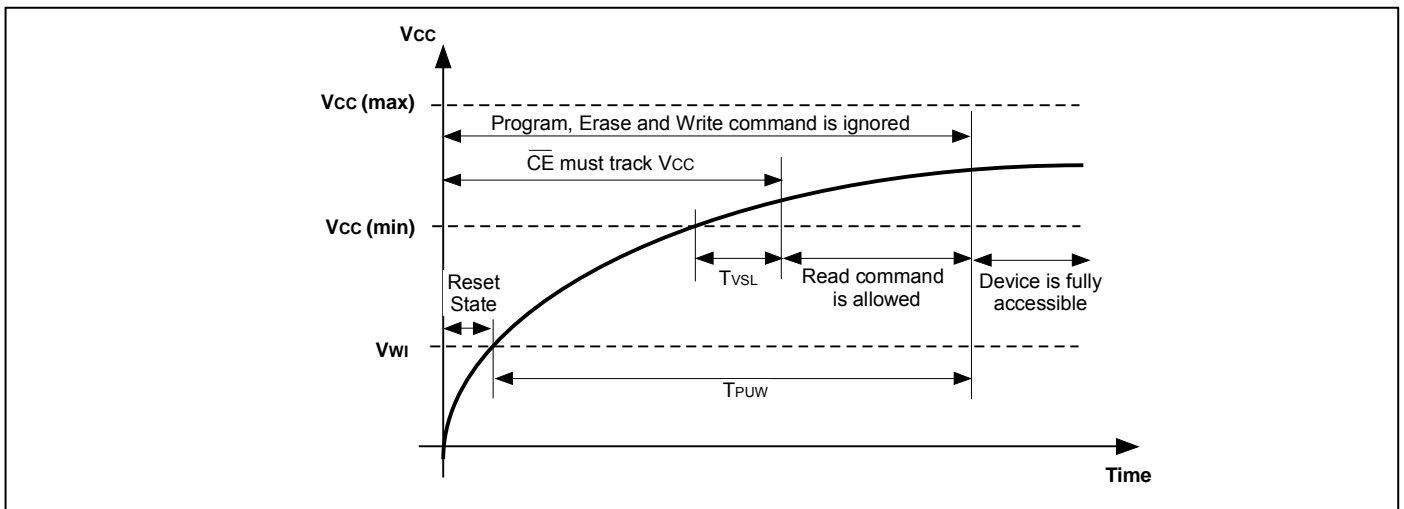 Vcc
Vcc (max)
Program, Erase and Write command is ignored
C̅E̅ must track Vcc
Vcc (min)
Reset
State
TVSL
Read command
is allowed
Device is fully
accessible
VWI
TPUW
Time